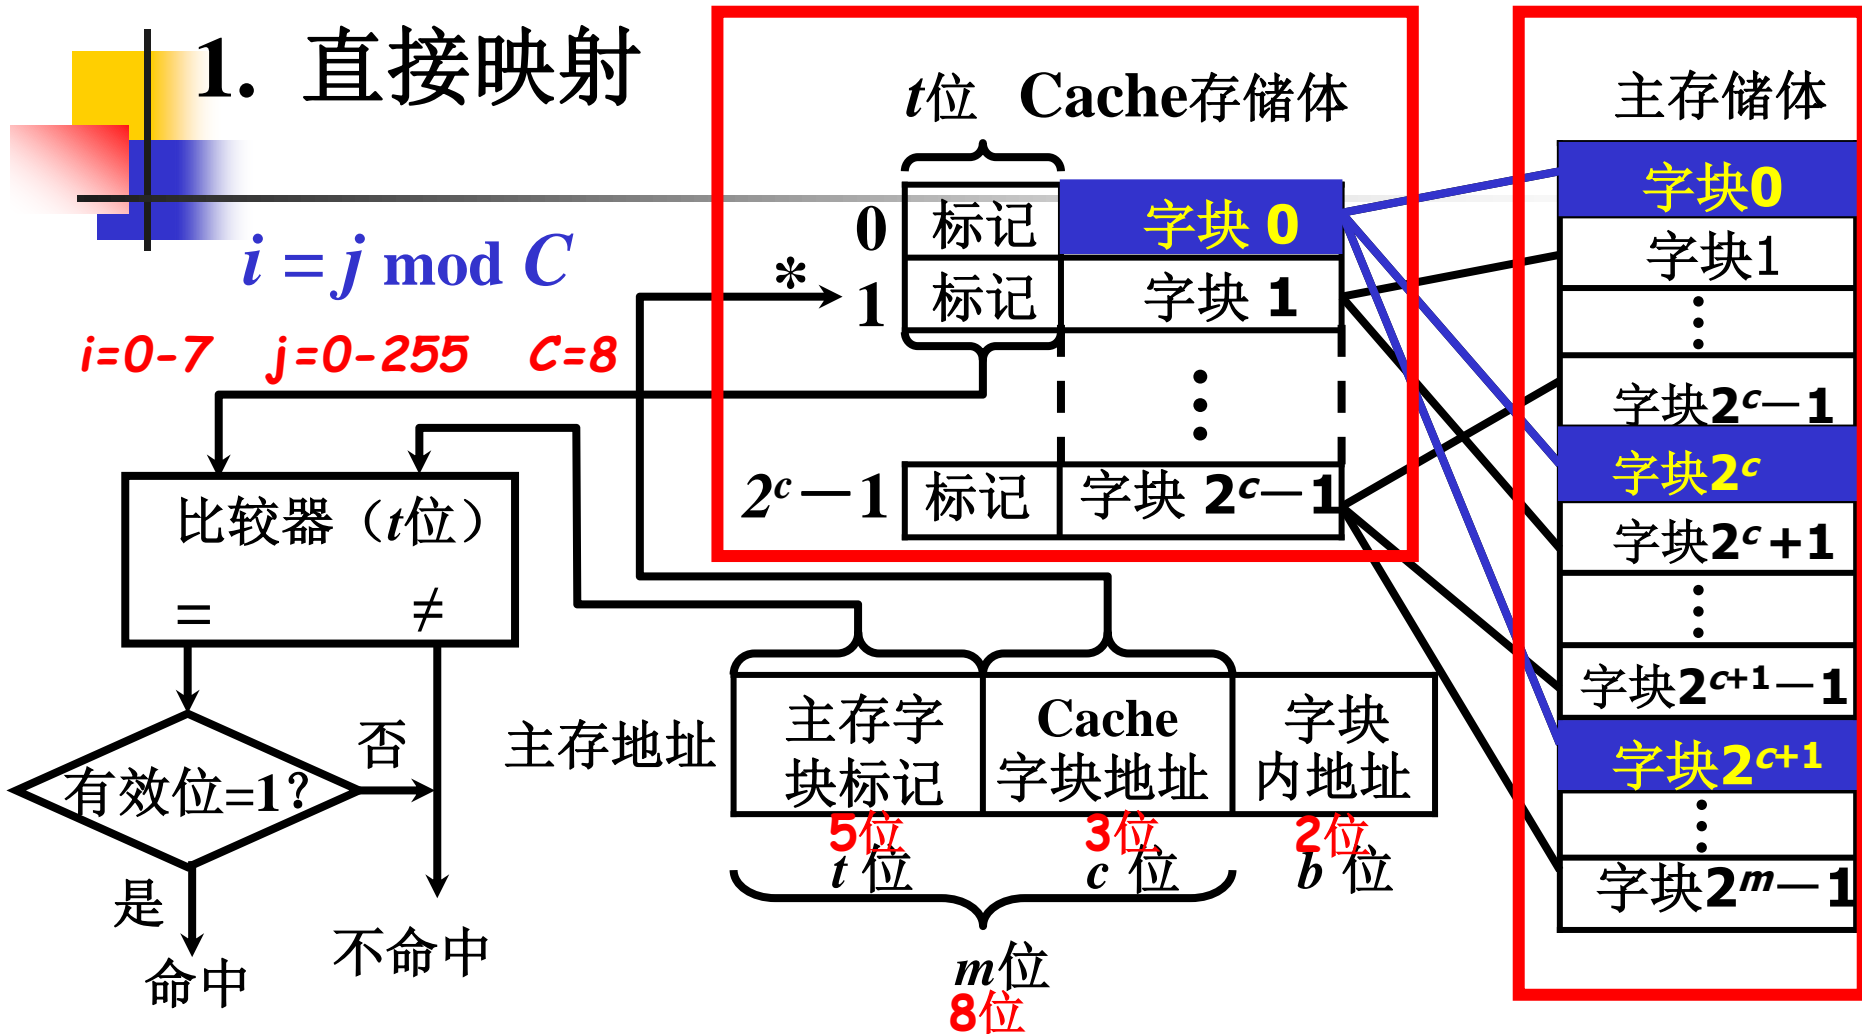 1. 直接映射
t位 Cache存储体
主存储体
0 标记 字块 0
1 标记 字块 1
2ᶜ－1 标记 字块 2ᶜ－1
*
i = j mod C
i=0-7 j=0-255 C=8
字块0
字块1
字块2ᶜ－1
字块2ᶜ
字块2ᶜ+1
字块2ᶜ⁺¹－1
字块2ᶜ⁺¹
字块2ᵐ－1
比较器（t位）
= ≠
有效位=1？
否
是
命中
不命中
主存地址
主存字块标记
Cache
字块地址
字块
内地址
5位 3位 2位
t 位 c 位 b 位
m位
8位